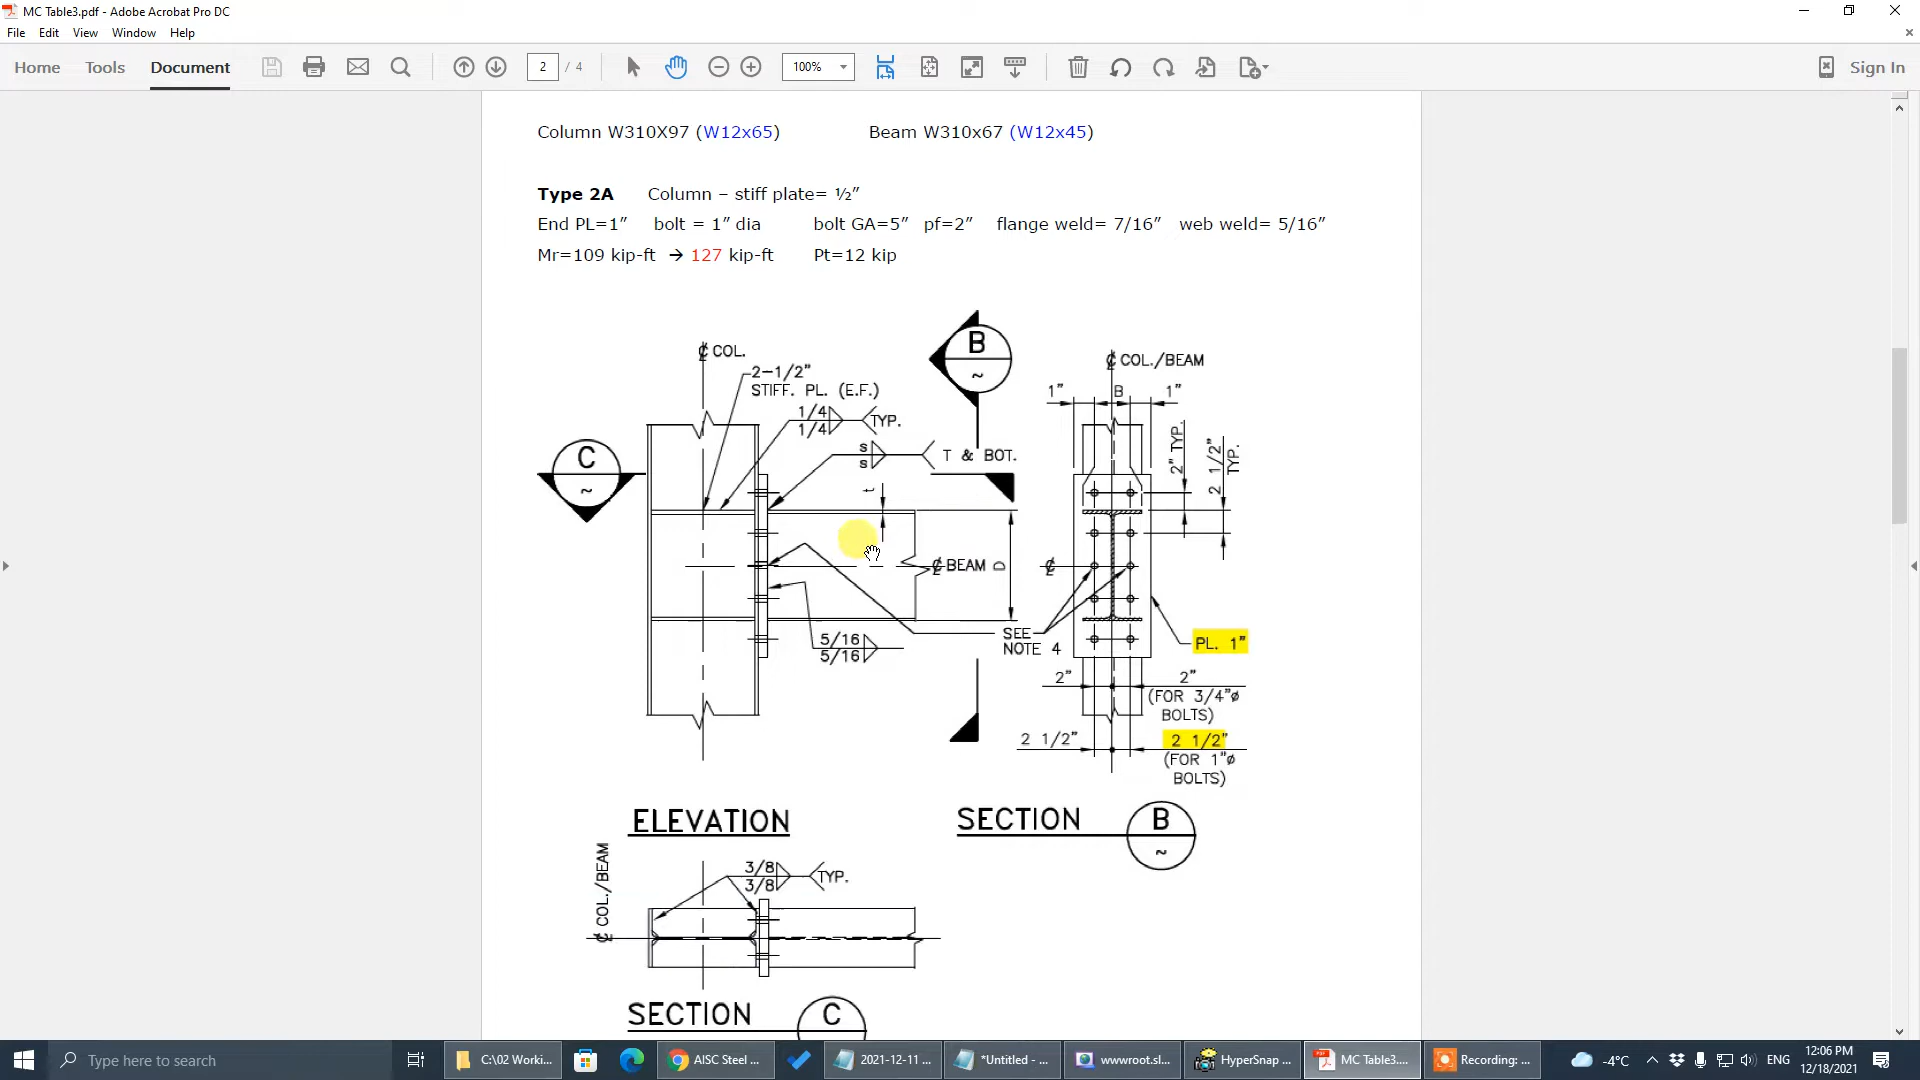 MC Table3.pdf - Adobe Acrobat Pro DC
File Edit View Window Help
Home Tools Document 2 / 4 100% Sign In
Column W310X97 (W12x65) Beam W310x67 (W12x45)
Type 2A Column – stiff plate= ½”
End PL=1” bolt = 1” dia bolt GA=5” pf=2” flange weld= 7/16” web weld= 5/16”
Mr=109 kip-ft → 127 kip-ft Pt=12 kip
B
~
℄ COL.
2-1/2"
STIFF. PL. (E.F.)
1/4
1/4
TYP.
s
s
T & BOT.
C
~
t
℄ BEAM
D
5/16
5/16
SEE
NOTE 4
℄ COL./BEAM
1" B 1"
2" TYP.
2 1/2"
TYP.
℄
PL. 1"
2" 2"
(FOR 3/4"ø
BOLTS)
2 1/2" 2 1/2"
(FOR 1"ø
BOLTS)
ELEVATION
SECTION B
~
℄ COL./BEAM
3/8
3/8
TYP.
SECTION C
Type here to search
C:\02 Worki...
AISC Steel ...
2021-12-11 ...
*Untitled - ...
wwwroot.sl...
HyperSnap ...
MC Table3....
Recording: ...
-4°C
ENG
12:06 PM
12/18/2021